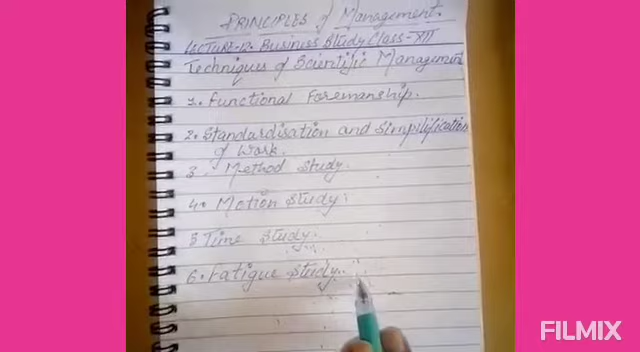 PRINCIPLES of Management.
LECTURE-12. Business Study Class-XII
Techniques of Scientific Management
1. Functional Foremanship.
2. Standardisation and Simplification
of Work.
3. Method Study.
4. Motion Study:
5 Time Study.
6. Fatigue Study..
FILMIX